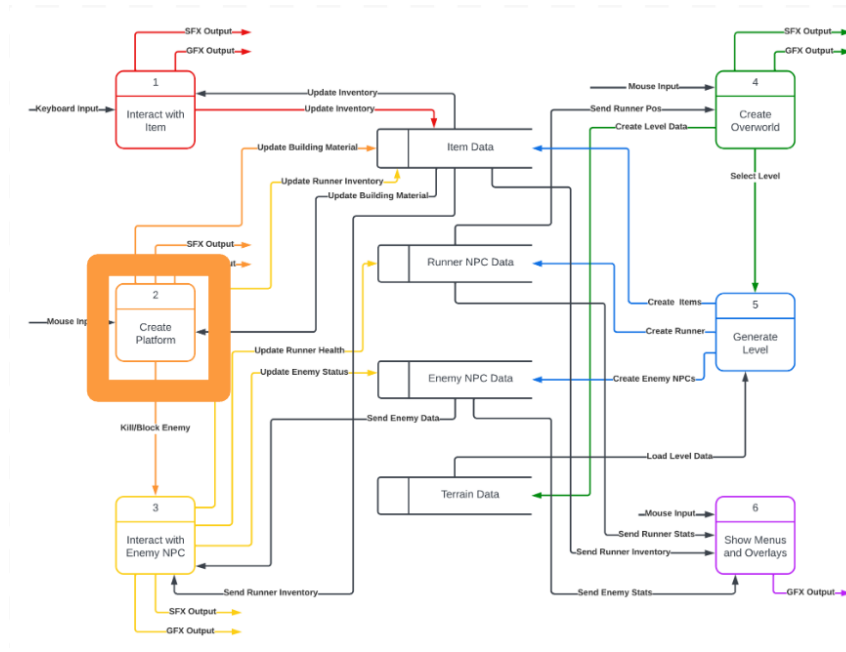 SFX Output
GFX Output
1
Interact with
Item
Keyboard Input
Update Inventory
Update Inventory
Mouse Input
Send Runner Pos
Create Level Data
SFX Output
GFX Output
4
Create
Overworld
Select Level
Update Building Material
Item Data
Update Runner Inventory
Update Building Material
SFX Output
2
Create
Platform
Mouse
Runner NPC Data
Create Items
Create Runner
Create Enemy NPCs
5
Generate
Level
Update Runner Health
Update Enemy Status
Enemy NPC Data
Send Enemy Data
Kill/Block Enemy
Load Level Data
Terrain Data
3
Interact with
Enemy NPC
Mouse Input
Send Runner Stats
Send Runner Inventory
6
Show Menus
and Overlays
Send Runner Inventory
Send Enemy Stats
GFX Output
SFX Output
GFX Output